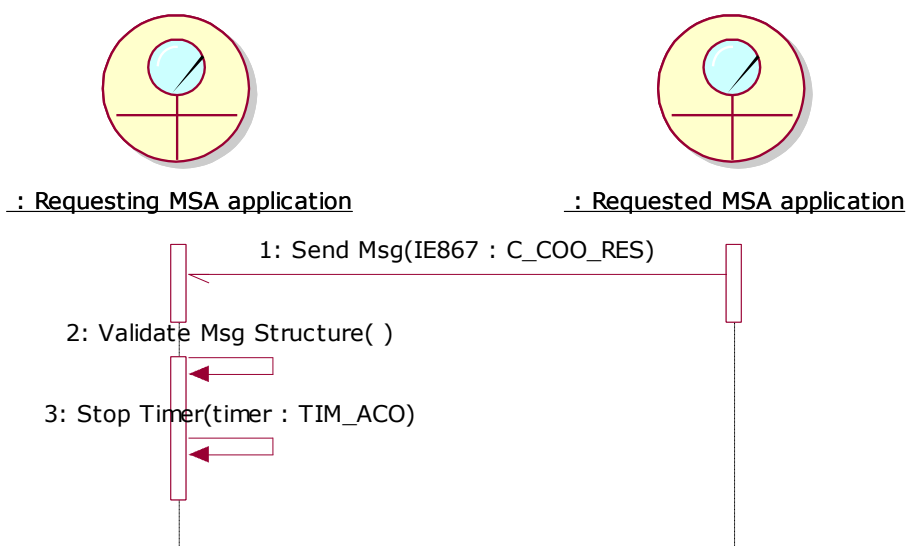 : Requesting MSA application
: Requested MSA application
1: Send Msg(IE867 : C_COO_RES)
2: Validate Msg Structure( )
3: Stop Timer(timer : TIM_ACO)